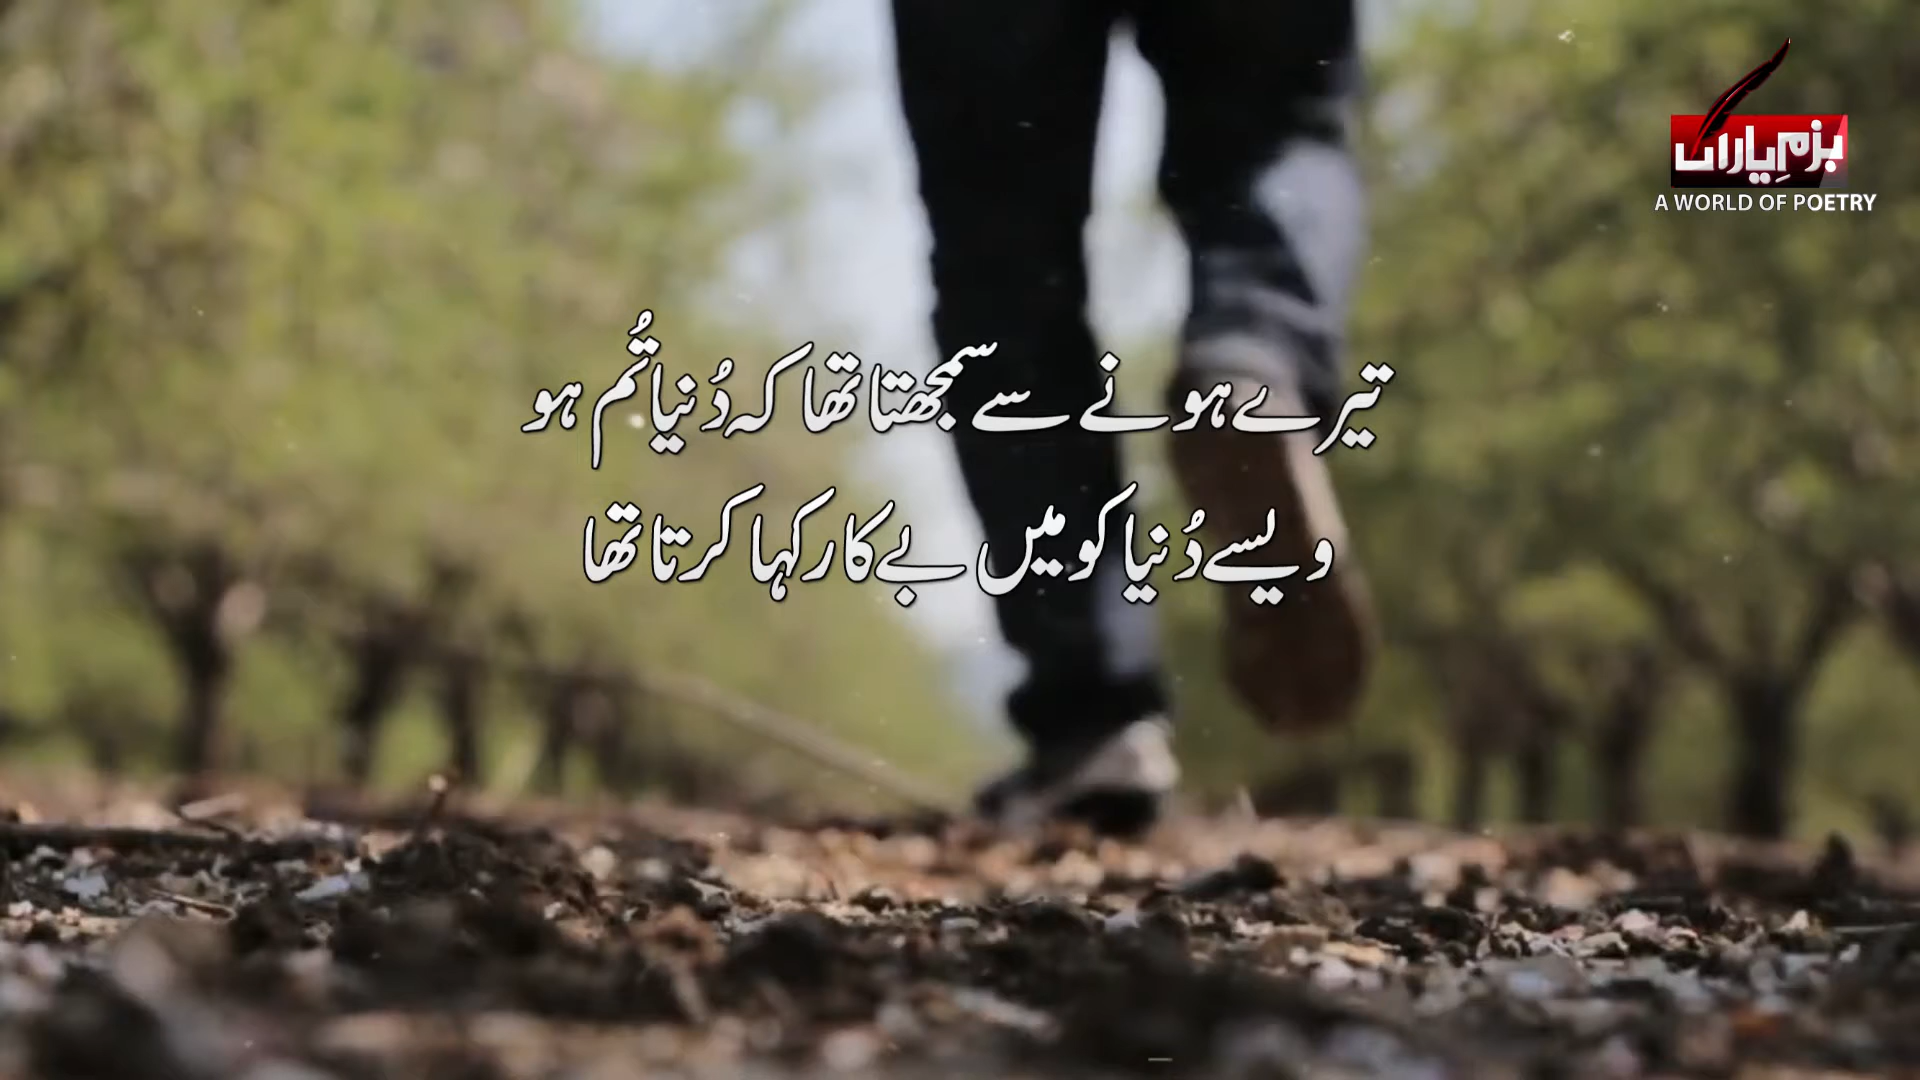 بزمِ یاراں
A WORLD OF POETRY
تیرے ہونے سے سمجھتا تھا کہ دُنیا تُم ہو
ویسے دُنیا کو میں بے کار کہا کرتا تھا